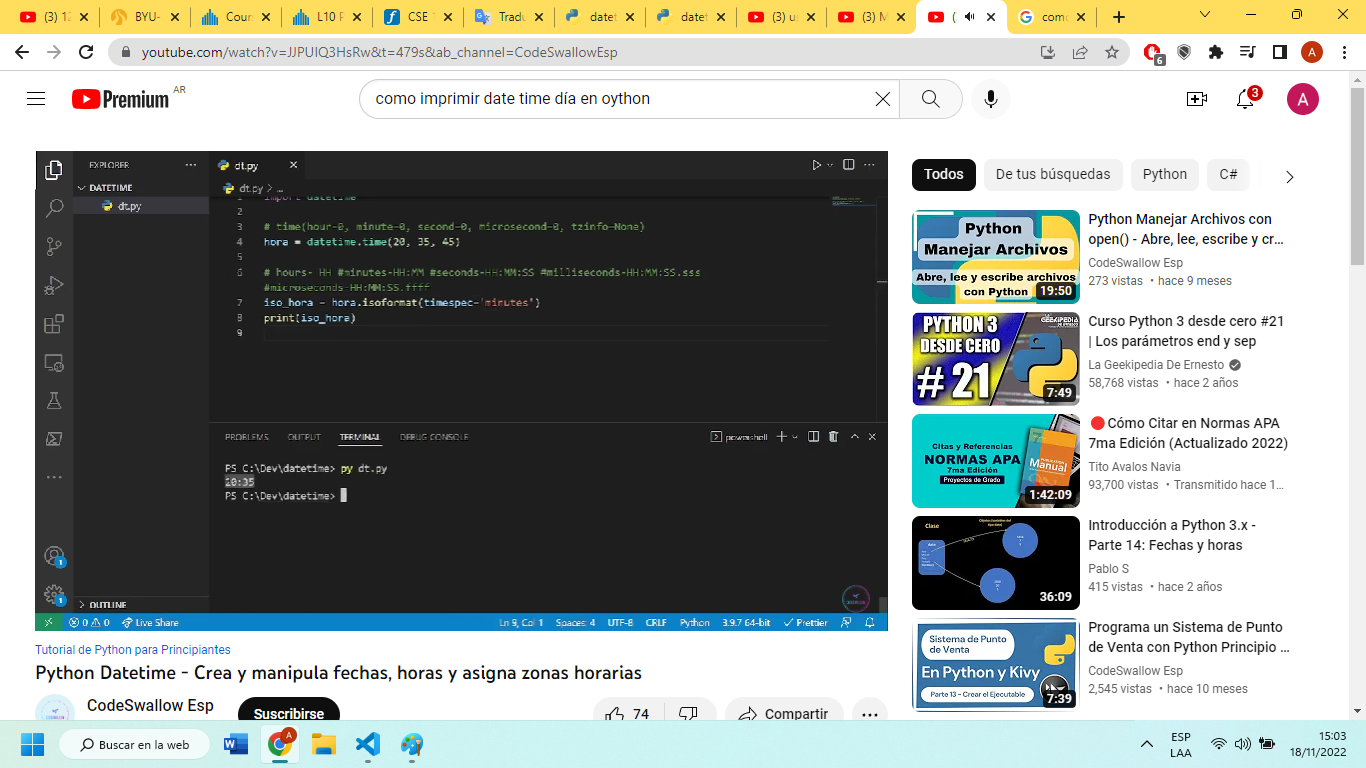 (3) 12
BYU-
Cour
L10 P
CSE 1
Tradu
datet
datet
(3) us
(3) M
(
como
youtube.com/watch?v=JJPUIQ3HsRw&t=479s&ab_channel=CodeSwallowEsp
6
A
Premium AR
como imprimir date time día en oython
3
A
EXPLORER
DATETIME
dt.py
OUTLINE
dt.py
dt.py > ...
1 import datetime
2
3 # time(hour=0, minute=0, second=0, microsecond=0, tzinfo=None)
4 hora = datetime.time(20, 35, 45)
5
6 # hours- HH #minutes-HH:MM #seconds-HH:MM:SS #milliseconds-HH:MM:SS.sss
#microseconds-HH:MM:SS.ffff
7 iso_hora = hora.isoformat(timespec='minutes')
8 print(iso_hora)
9
PROBLEMS OUTPUT TERMINAL DEBUG CONSOLE
powershell
PS C:\Dev\datetime> py dt.py
PS C:\Dev\datetime>
1
1
0 0 Live Share
Ln 9, Col 1 Spaces: 4 UTF-8 CRLF Python 3.9.7 64-bit Prettier
Tutorial de Python para Principiantes
Python Datetime - Crea y manipula fechas, horas y asigna zonas horarias
CodeSwallow Esp
Suscribirse
74
Compartir
Todos
De tus búsquedas
Python
C#
Python
Manejar Archivos
Abre, lee y escribe archivos
con Python
19:50
Python Manejar Archivos con
open() - Abre, lee, escribe y cr...
CodeSwallow Esp
273 vistas • hace 9 meses
PYTHON 3
DESDE CERO
# 21
7:49
Curso Python 3 desde cero #21
| Los parámetros end y sep
La Geekipedia De Ernesto
58,768 vistas • hace 2 años
Citas y Referencias
NORMAS APA
7ma Edición
Proyectos de Grado
Publication
Manual
1:42:09
Cómo Citar en Normas APA
7ma Edición (Actualizado 2022)
Tito Avalos Navia
93,700 vistas • Transmitido hace 1...
Clase
36:09
Introducción a Python 3.x -
Parte 14: Fechas y horas
Pablo S
415 vistas • hace 2 años
Sistema de Punto
de Venta
En Python y Kivy
Parte 13 - Crear el Ejecutable
7:39
Programa un Sistema de Punto
de Venta con Python Principio ...
CodeSwallow Esp
2,545 vistas • hace 10 meses
Buscar en la web
A
ESP
LAA
15:03
18/11/2022